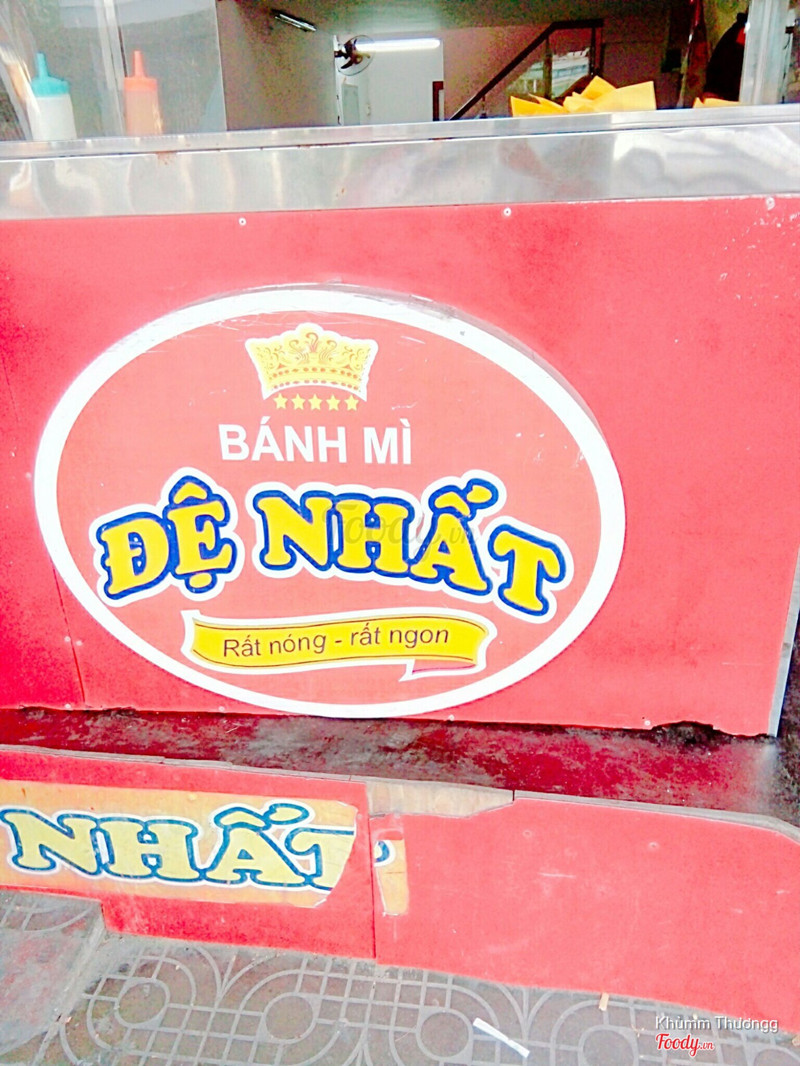 BÁNH MÌ
ĐỆ NHẤT
Rất nóng - rất ngon
NHẤT
Khùmm Thươngg
Foody.vn